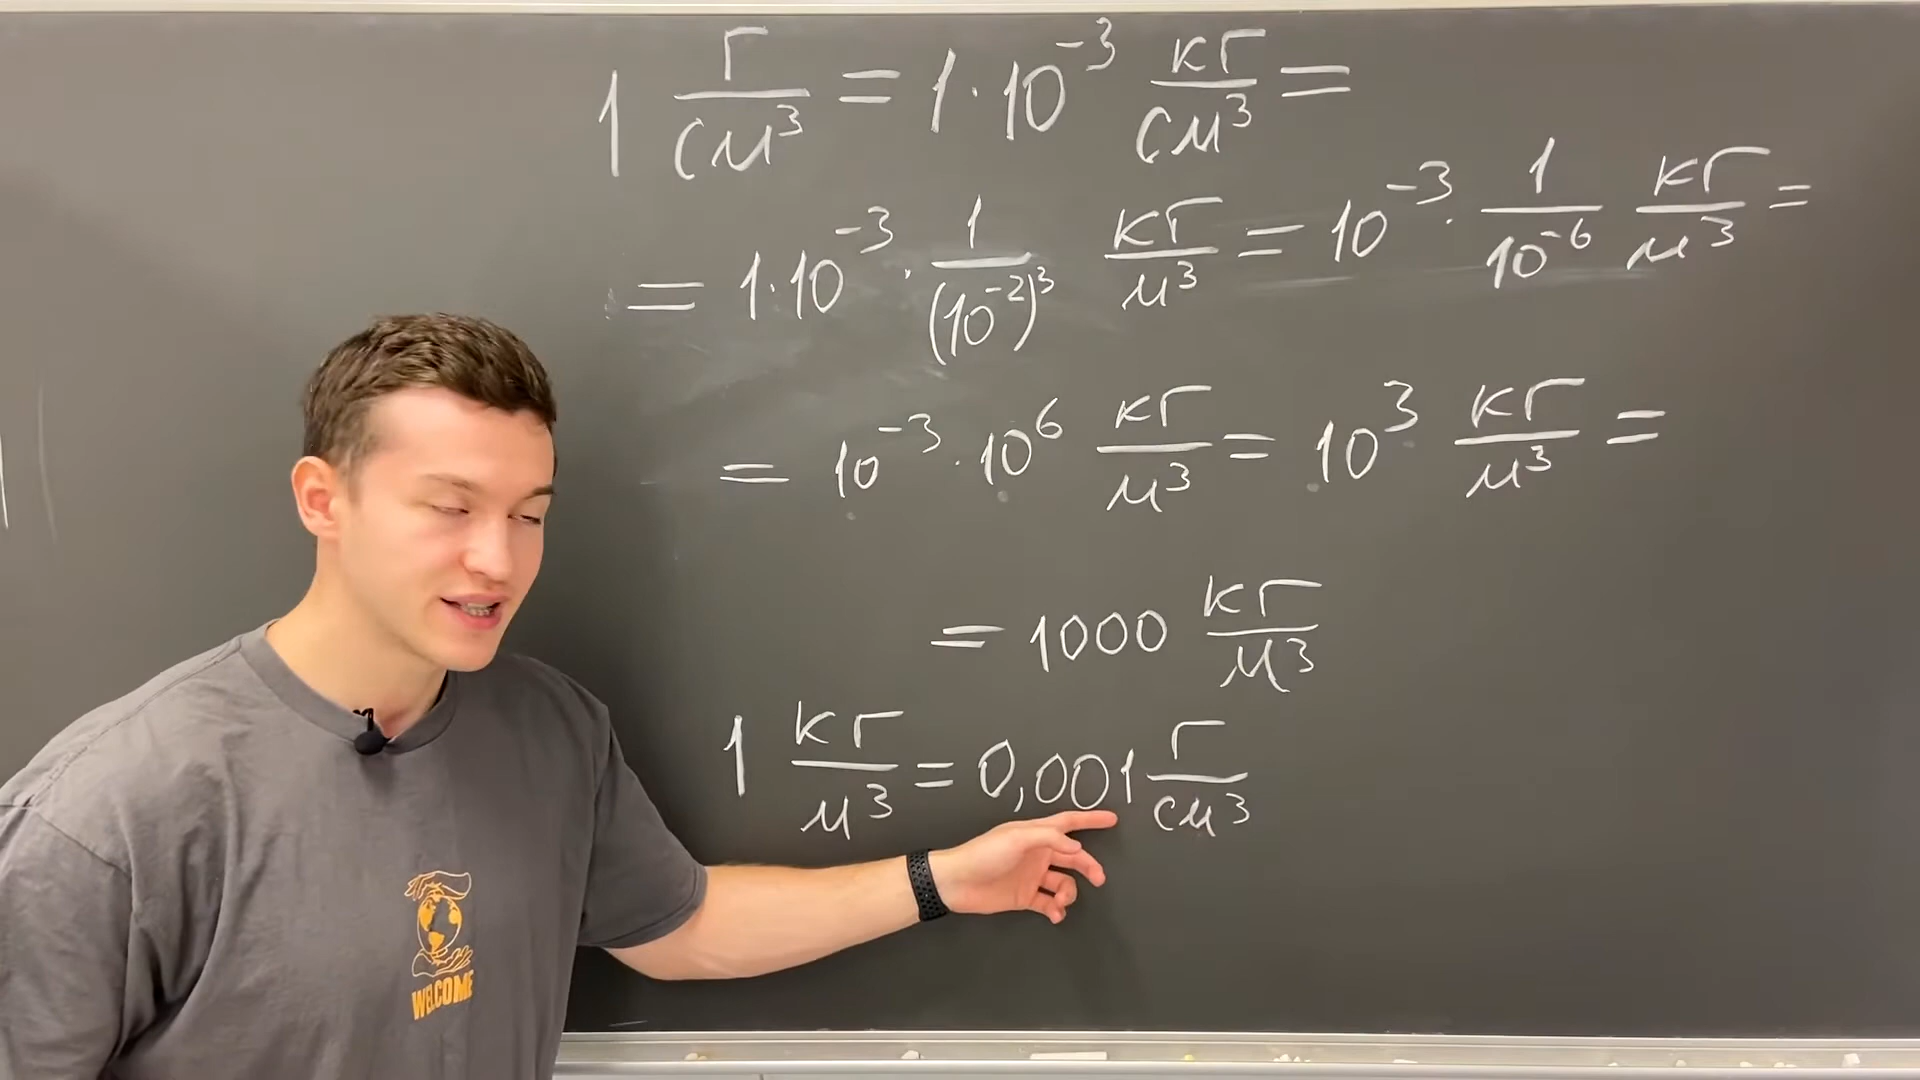 1 г/см³ = 1·10⁻³ кг/см³ =
= 1·10⁻³ · 1/(10⁻²)³ кг/м³ = 10⁻³ · 1/10⁻⁶ кг/м³ =
= 10⁻³ · 10⁶ кг/м³ = 10³ кг/м³ =
= 1000 кг/м³
1 кг/м³ = 0,001 г/см³
WELCOME